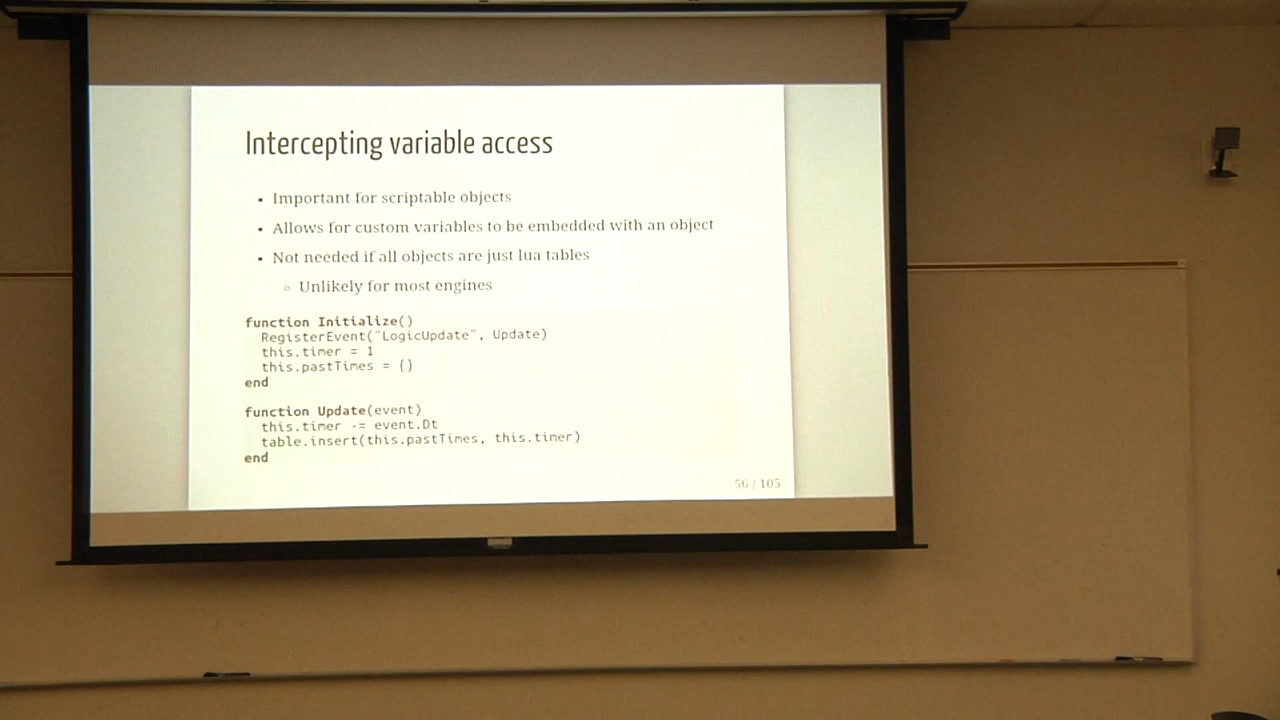 Intercepting variable access
• Important for scriptable objects
• Allows for custom variables to be embedded with an object
• Not needed if all objects are just lua tables
◦ Unlikely for most engines
function Initialize()
  RegisterEvent("LogicUpdate", Update)
  this.timer = 1
  this.pastTimes = {}
end
function Update(event)
  this.timer -= event.Dt
  table.insert(this.pastTimes, this.timer)
end
56 / 105